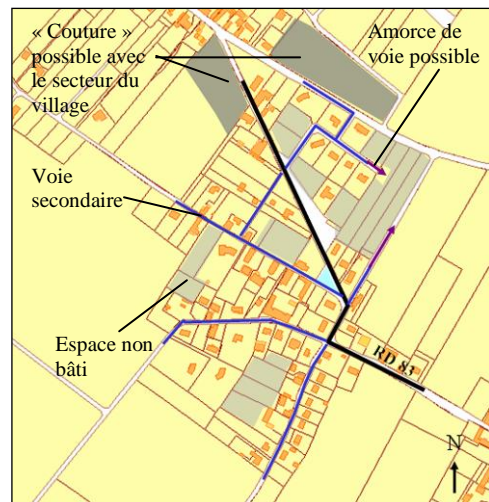 « Couture »
possible avec
le secteur du
village
Amorce de
voie possible
Voie
secondaire
Espace non
bâti
RD 83
N